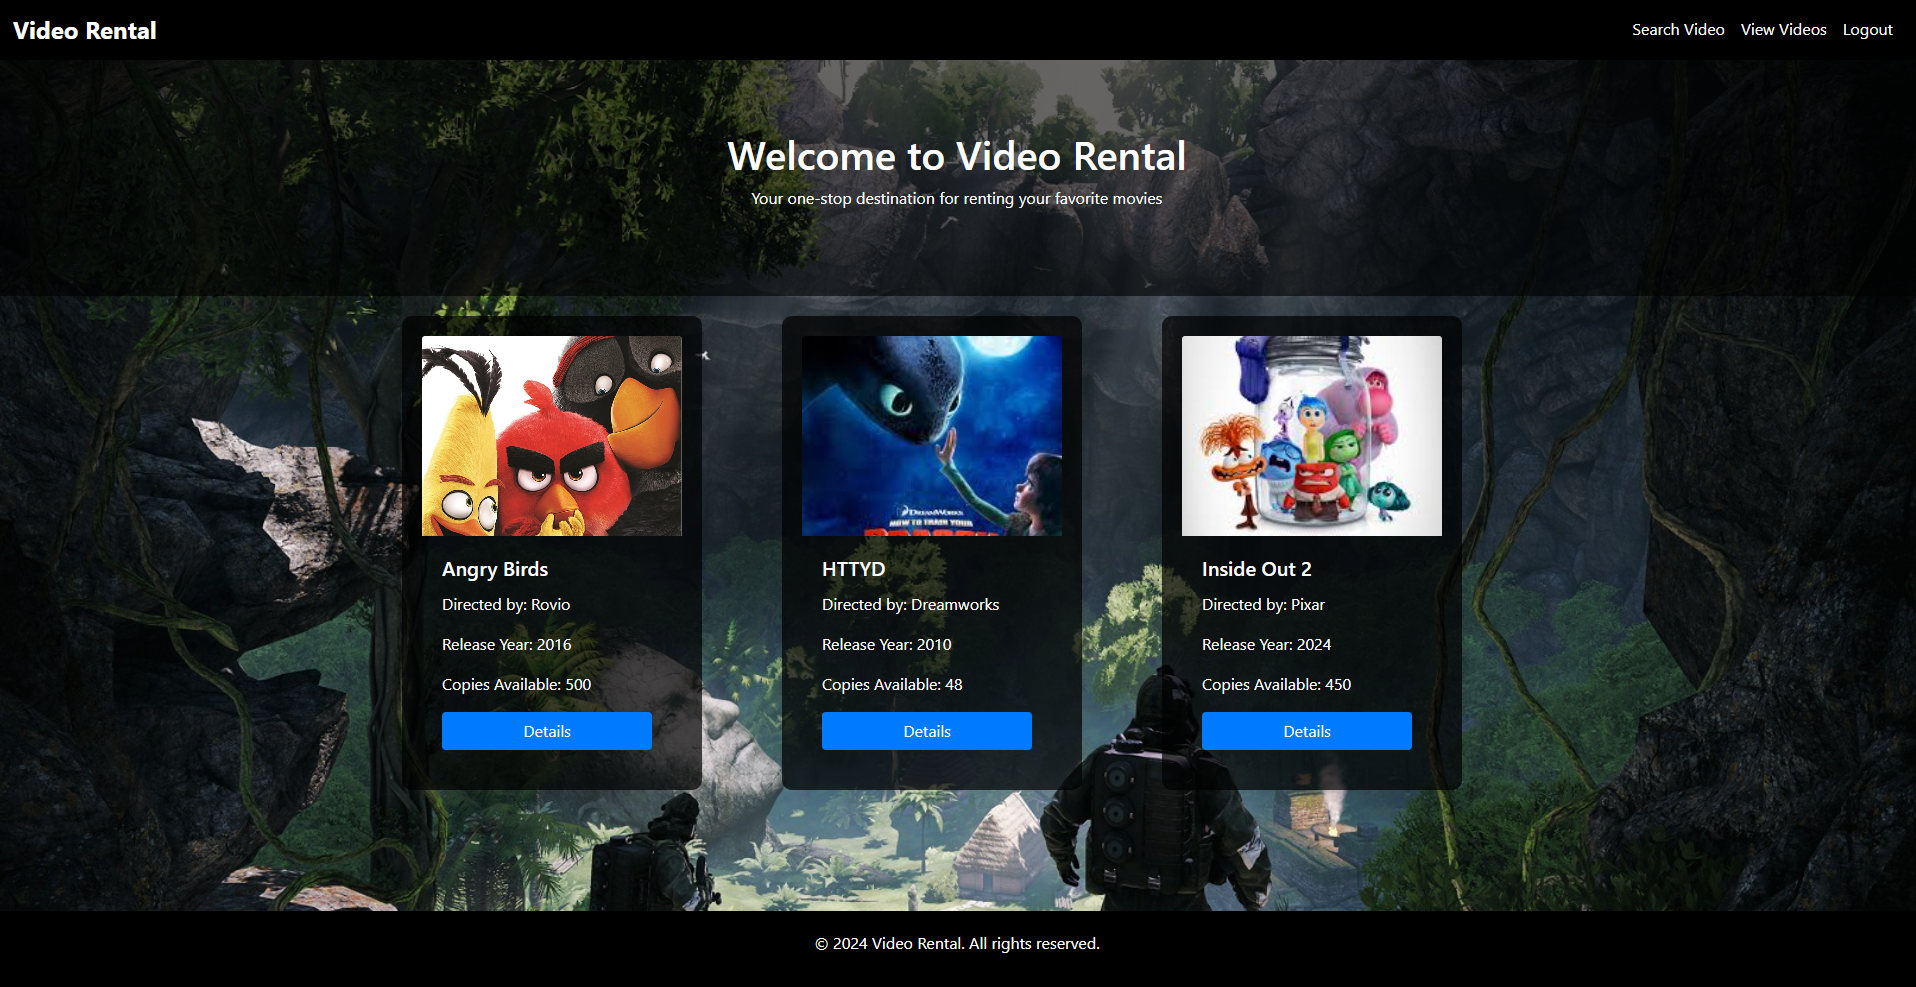 Video Rental
Search Video
View Videos
Logout
Welcome to Video Rental
Your one-stop destination for renting your favorite movies
DREAMWORKS
HOW TO TRAIN YOUR
Angry Birds
Directed by: Rovio
Release Year: 2016
Copies Available: 500
Details
HTTYD
Directed by: Dreamworks
Release Year: 2010
Copies Available: 48
Details
Inside Out 2
Directed by: Pixar
Release Year: 2024
Copies Available: 450
Details
© 2024 Video Rental. All rights reserved.